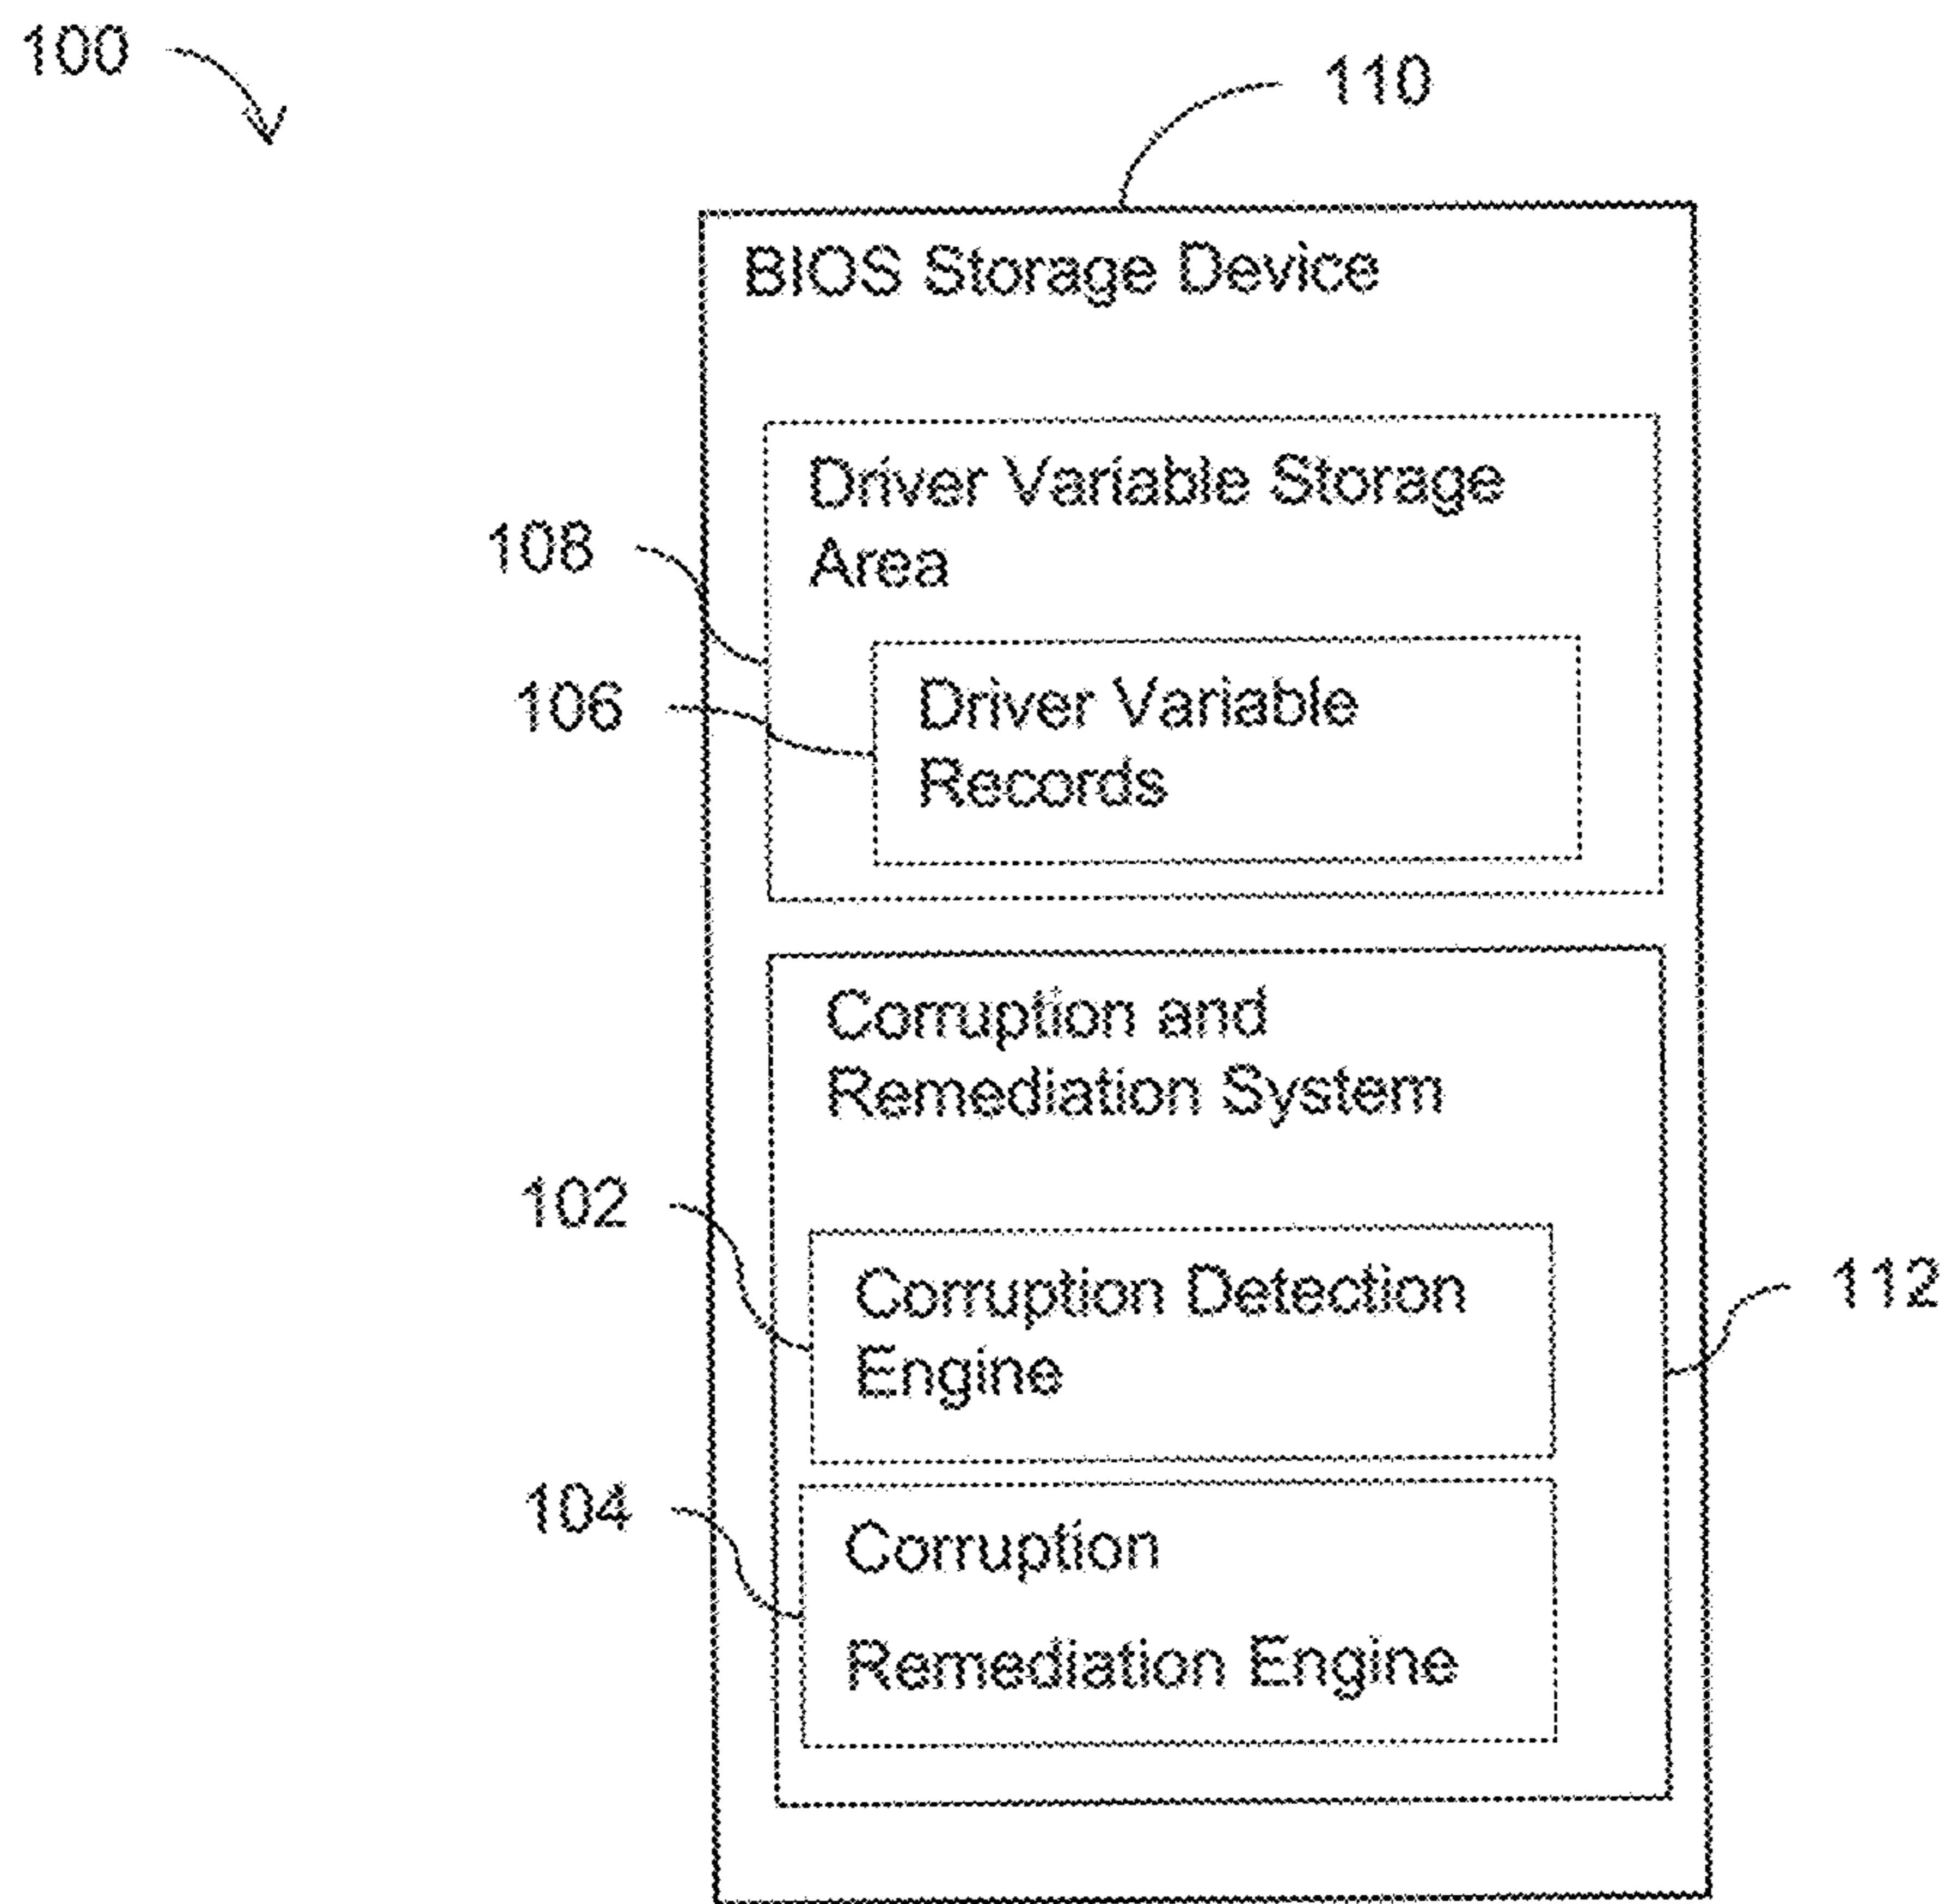 100
110
BIOS Storage Device
Driver Variable Storage
Area
108
106
Driver Variable
Records
Corruption and
Remediation System
102
Corruption Detection
Engine
112
104
Corruption
Remediation Engine